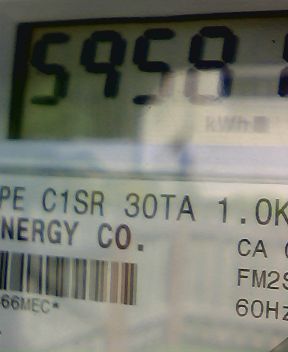 5958
kWh
PE C1SR 30TA 1.0K
NERGY CO.
CA
FM2S
66MEC*
60Hz